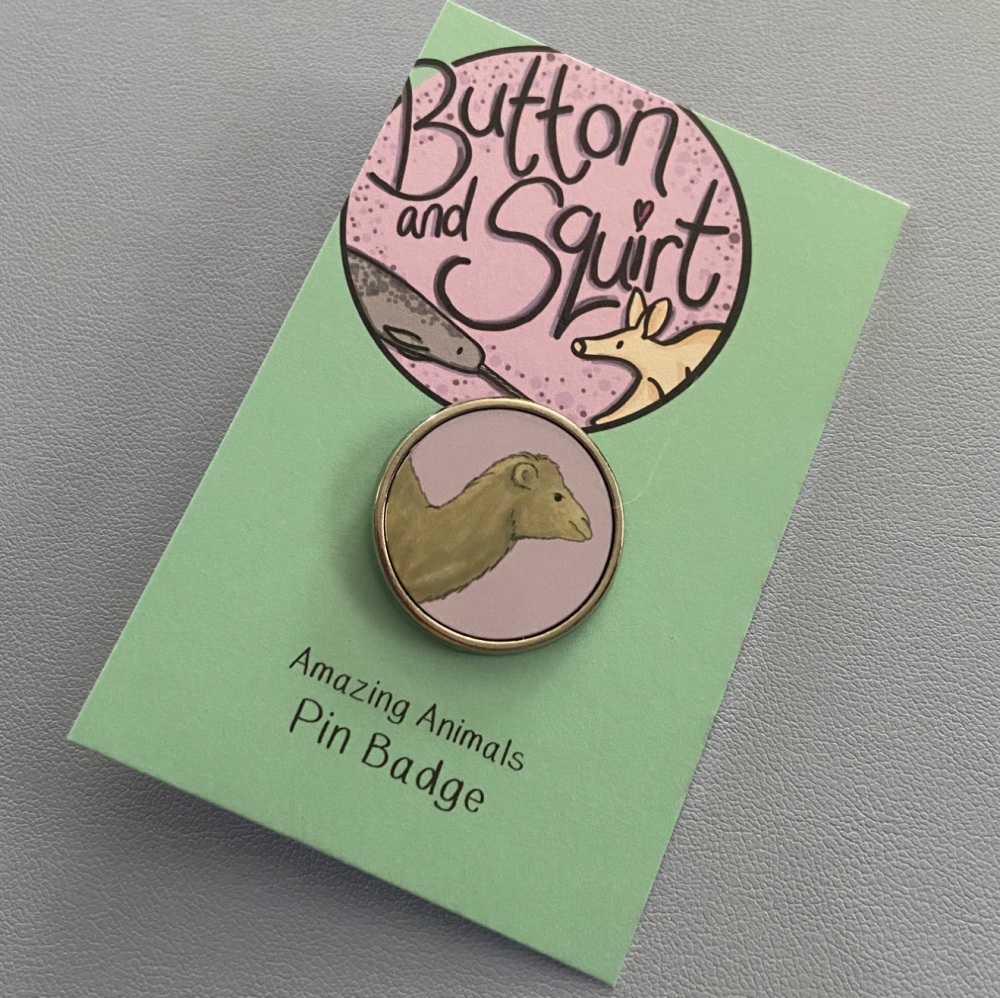 Button
and Squirt
Amazing Animals
Pin Badge